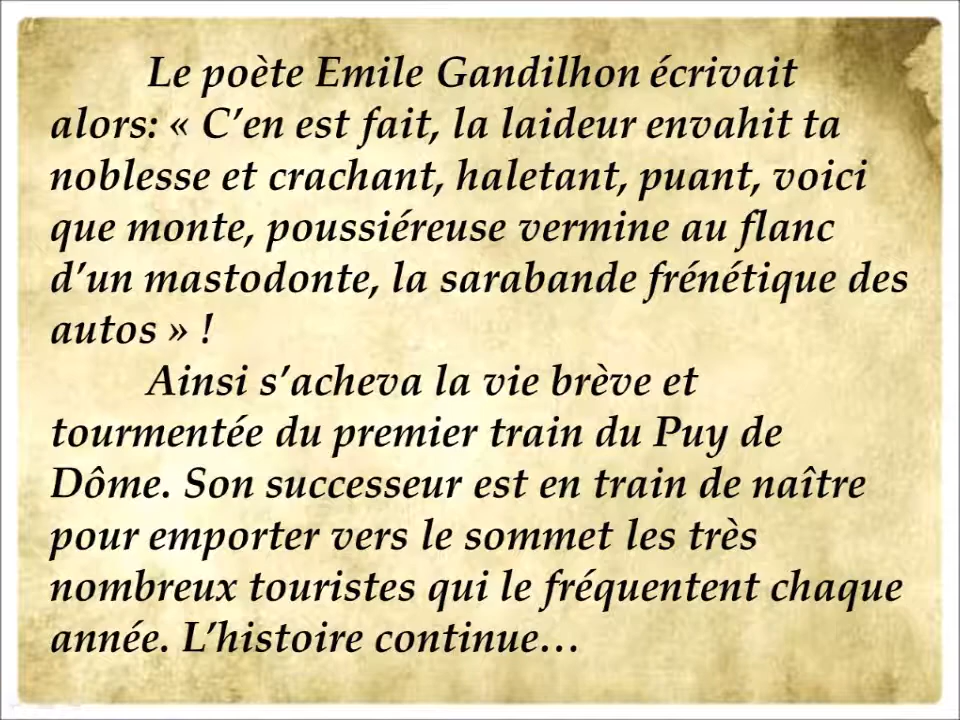 Le poète Emile Gandilhon écrivait
alors: « C’en est fait, la laideur envahit ta
noblesse et crachant, haletant, puant, voici
que monte, poussiéreuse vermine au flanc
d’un mastodonte, la sarabande frénétique des
autos » !
Ainsi s’acheva la vie brève et
tourmentée du premier train du Puy de
Dôme. Son successeur est en train de naître
pour emporter vers le sommet les très
nombreux touristes qui le fréquentent chaque
année. L’histoire continue…